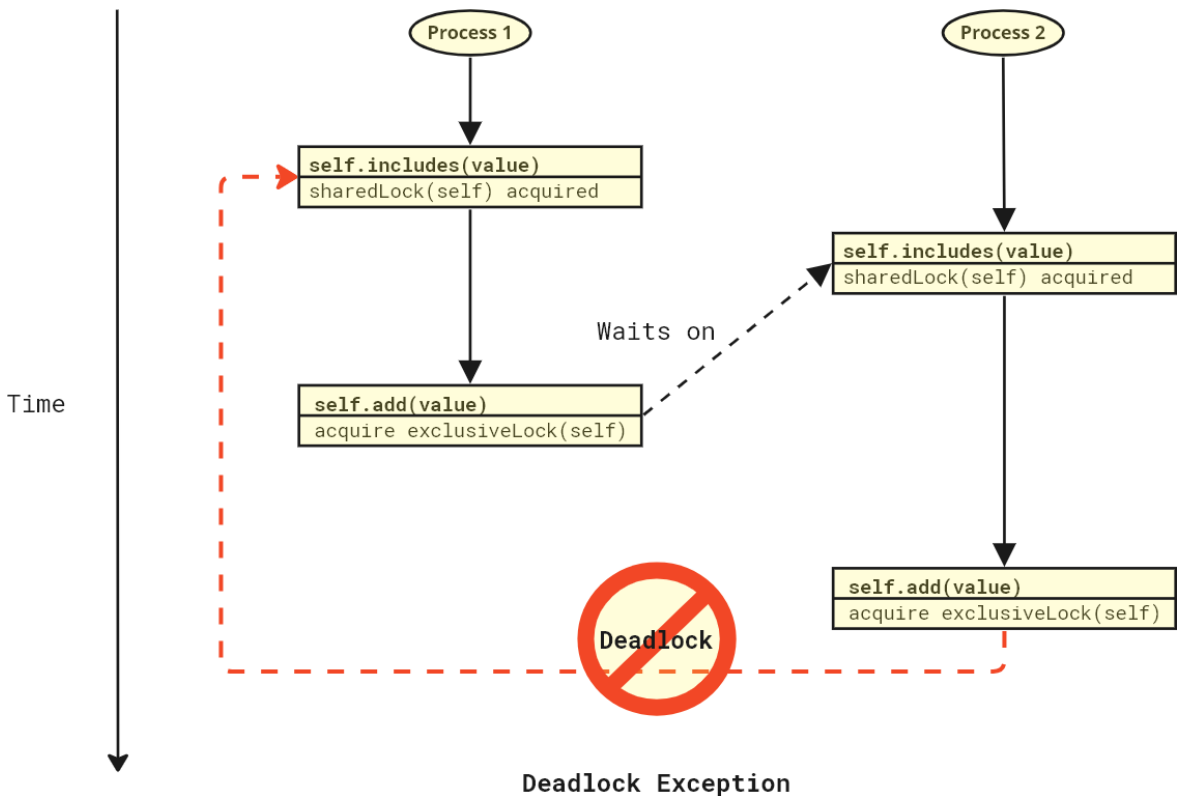 Process 1
Process 2
self.includes(value)
sharedLock(self) acquired
self.includes(value)
sharedLock(self) acquired
Waits on
Time
self.add(value)
acquire exclusiveLock(self)
self.add(value)
acquire exclusiveLock(self)
Deadlock
Deadlock Exception